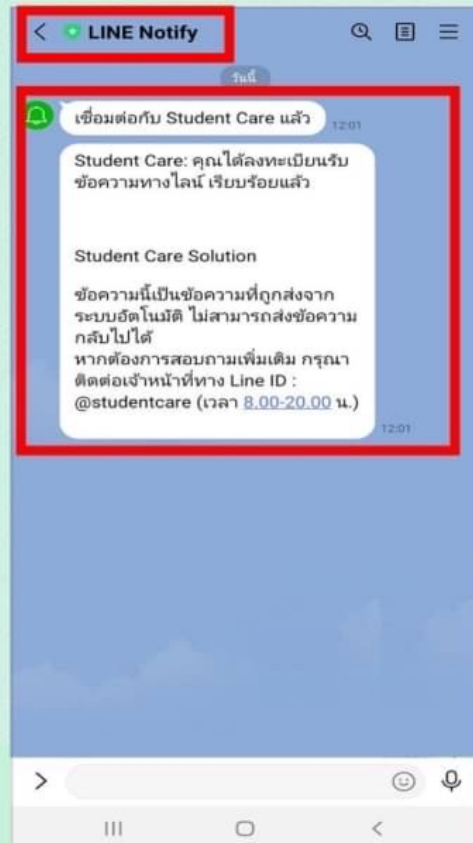 LINE Notify
วันนี้
เชื่อมต่อกับ Student Care แล้ว
12:01
Student Care: คุณได้ลงทะเบียนรับ
ข้อความทางไลน์ เรียบร้อยแล้ว
Student Care Solution
ข้อความนี้เป็นข้อความที่ถูกส่งจาก
ระบบอัตโนมัติ ไม่สามารถส่งข้อความ
กลับไปได้
หากต้องการสอบถามเพิ่มเติม กรุณา
ติดต่อเจ้าหน้าที่ทาง Line ID :
@studentcare (เวลา 8.00-20.00 น.)
12:01